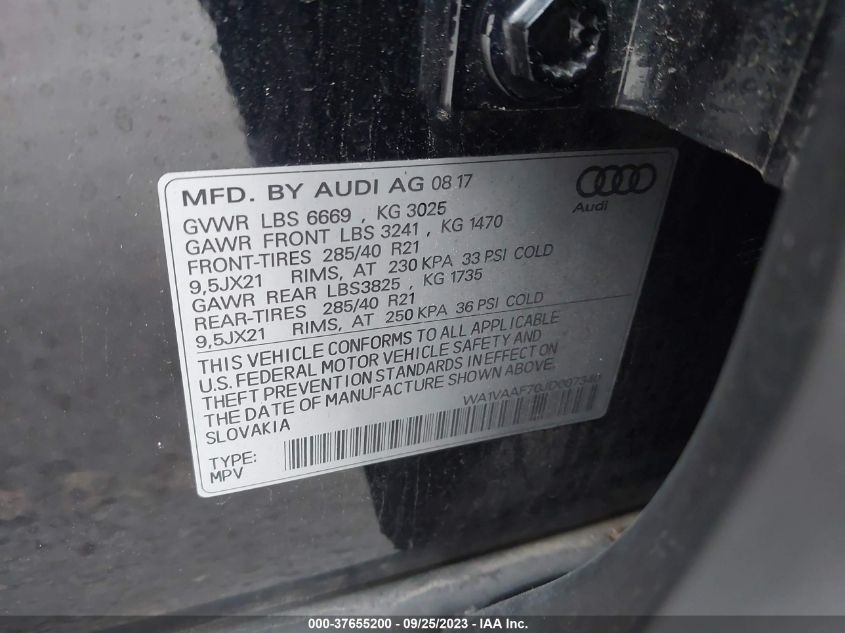 MFD. BY AUDI AG 08 17
Audi
GVWR LBS 6669 , KG 3025
GAWR FRONT LBS 3241 , KG 1470
FRONT-TIRES 285/40 R21
9,5JX21 RIMS, AT 230 KPA 33 PSI COLD
GAWR REAR LBS3825 , KG 1735
REAR-TIRES 285/40 R21
9,5JX21 RIMS, AT 250 KPA 36 PSI COLD
THIS VEHICLE CONFORMS TO ALL APPLICABLE
U.S. FEDERAL MOTOR VEHICLE SAFETY AND
THEFT PREVENTION STANDARDS IN EFFECT ON
THE DATE OF MANUFACTURE SHOWN ABOVE.
SLOVAKIA
WA1VAAF70JD007340
TYPE:
MPV
000-37655200 - 09/25/2023 - IAA Inc.